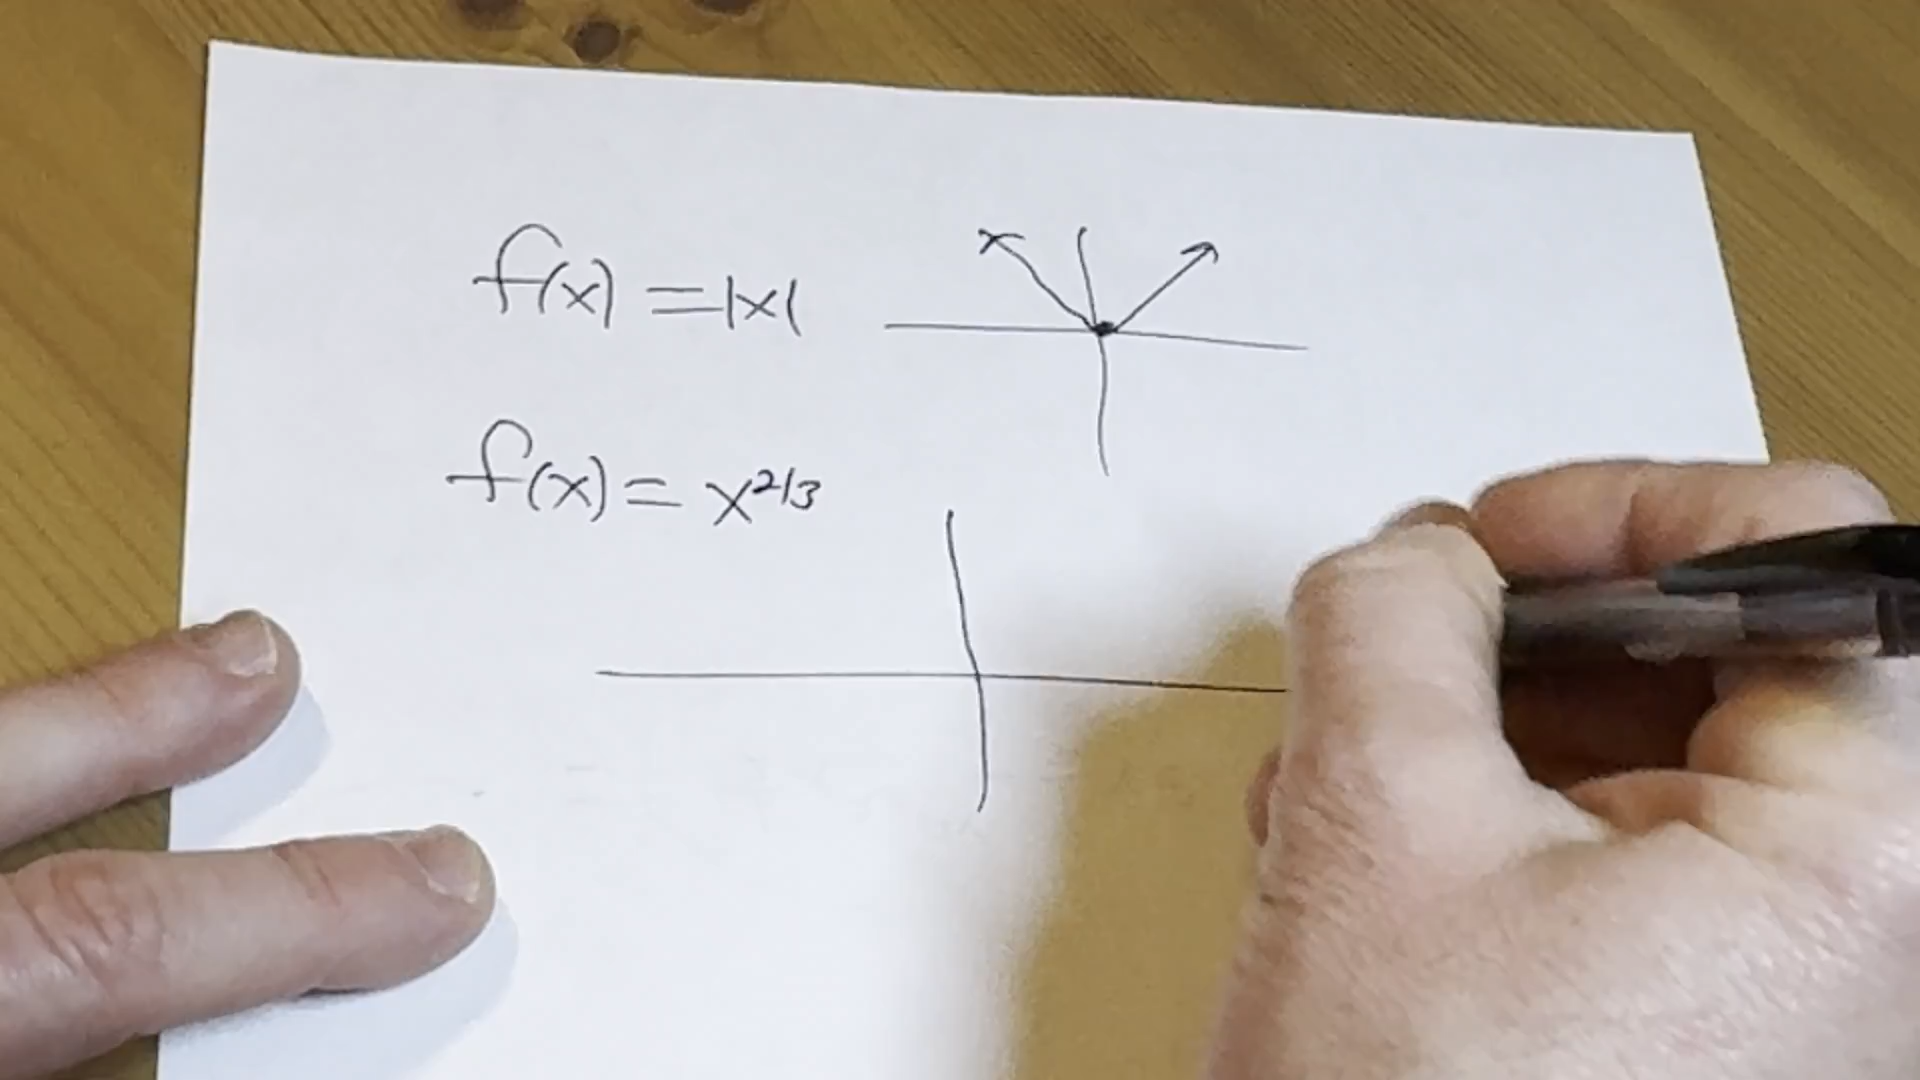 f(x) = |x|
f(x) = x^{2/3}